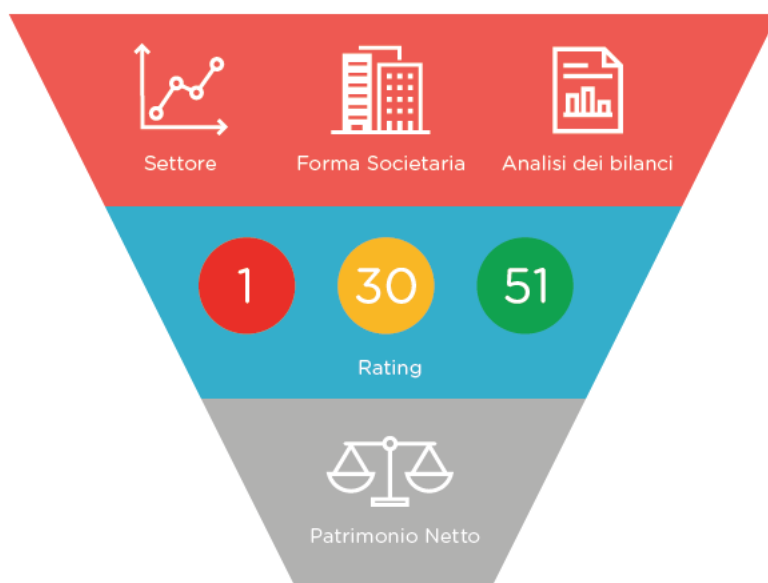 Settore
Forma Societaria
Analisi dei bilanci
1
30
51
Rating
Patrimonio Netto